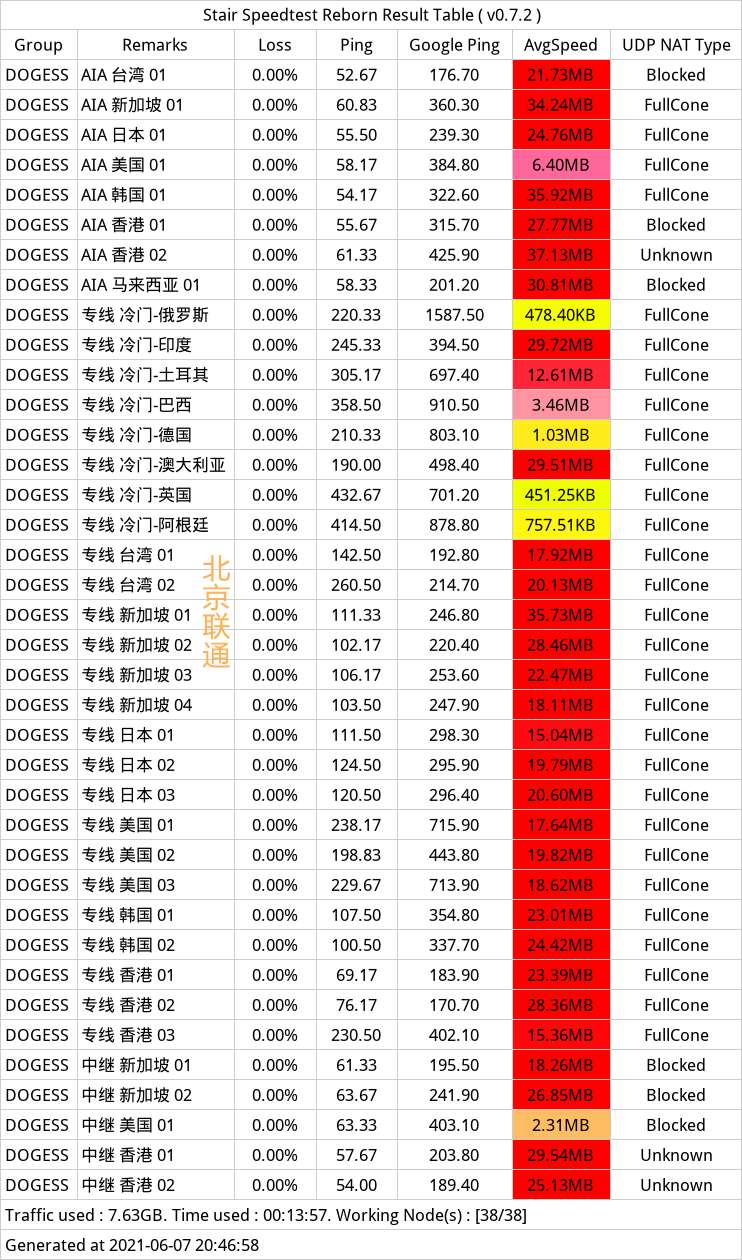 Stair Speedtest Reborn Result Table ( v0.7.2 )
Group Remarks Loss Ping Google Ping AvgSpeed UDP NAT Type
DOGESS AIA 台湾 01 0.00% 52.67 176.70 21.73MB Blocked
DOGESS AIA 新加坡 01 0.00% 60.83 360.30 34.24MB FullCone
DOGESS AIA 日本 01 0.00% 55.50 239.30 24.76MB FullCone
DOGESS AIA 美国 01 0.00% 58.17 384.80 6.40MB FullCone
DOGESS AIA 韩国 01 0.00% 54.17 322.60 35.92MB FullCone
DOGESS AIA 香港 01 0.00% 55.67 315.70 27.77MB Blocked
DOGESS AIA 香港 02 0.00% 61.33 425.90 37.13MB Unknown
DOGESS AIA 马来西亚 01 0.00% 58.33 201.20 30.81MB Blocked
DOGESS 专线 冷门-俄罗斯 0.00% 220.33 1587.50 478.40KB FullCone
DOGESS 专线 冷门-印度 0.00% 245.33 394.50 29.72MB FullCone
DOGESS 专线 冷门-土耳其 0.00% 305.17 697.40 12.61MB FullCone
DOGESS 专线 冷门-巴西 0.00% 358.50 910.50 3.46MB FullCone
DOGESS 专线 冷门-德国 0.00% 210.33 803.10 1.03MB FullCone
DOGESS 专线 冷门-澳大利亚 0.00% 190.00 498.40 29.51MB FullCone
DOGESS 专线 冷门-英国 0.00% 432.67 701.20 451.25KB FullCone
DOGESS 专线 冷门-阿根廷 0.00% 414.50 878.80 757.51KB FullCone
DOGESS 专线 台湾 01 0.00% 142.50 192.80 17.92MB FullCone
DOGESS 专线 台湾 02 0.00% 260.50 214.70 20.13MB FullCone
DOGESS 专线 新加坡 01 0.00% 111.33 246.80 35.73MB FullCone
DOGESS 专线 新加坡 02 0.00% 102.17 220.40 28.46MB FullCone
DOGESS 专线 新加坡 03 0.00% 106.17 253.60 22.47MB FullCone
DOGESS 专线 新加坡 04 0.00% 103.50 247.90 18.11MB FullCone
DOGESS 专线 日本 01 0.00% 111.50 298.30 15.04MB FullCone
DOGESS 专线 日本 02 0.00% 124.50 295.90 19.79MB FullCone
DOGESS 专线 日本 03 0.00% 120.50 296.40 20.60MB FullCone
DOGESS 专线 美国 01 0.00% 238.17 715.90 17.64MB FullCone
DOGESS 专线 美国 02 0.00% 198.83 443.80 19.82MB FullCone
DOGESS 专线 美国 03 0.00% 229.67 713.90 18.62MB FullCone
DOGESS 专线 韩国 01 0.00% 107.50 354.80 23.01MB FullCone
DOGESS 专线 韩国 02 0.00% 100.50 337.70 24.42MB FullCone
DOGESS 专线 香港 01 0.00% 69.17 183.90 23.39MB FullCone
DOGESS 专线 香港 02 0.00% 76.17 170.70 28.36MB FullCone
DOGESS 专线 香港 03 0.00% 230.50 402.10 15.36MB FullCone
DOGESS 中继 新加坡 01 0.00% 61.33 195.50 18.26MB Blocked
DOGESS 中继 新加坡 02 0.00% 63.67 241.90 26.85MB Blocked
DOGESS 中继 美国 01 0.00% 63.33 403.10 2.31MB Blocked
DOGESS 中继 香港 01 0.00% 57.67 203.80 29.54MB Unknown
DOGESS 中继 香港 02 0.00% 54.00 189.40 25.13MB Unknown
Traffic used : 7.63GB. Time used : 00:13:57. Working Node(s) : [38/38]
Generated at 2021-06-07 20:46:58
北京联通